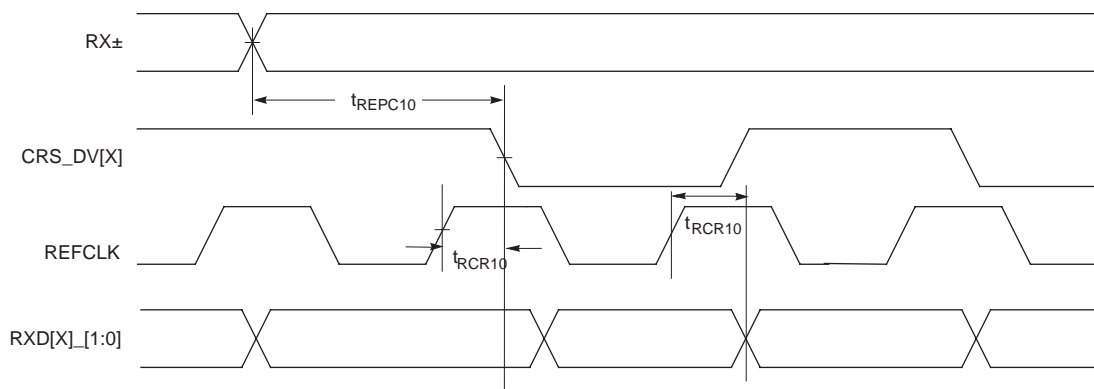 RX±
tREPC10
CRS_DV[X]
tRCR10
REFCLK
tRCR10
RXD[X]_[1:0]